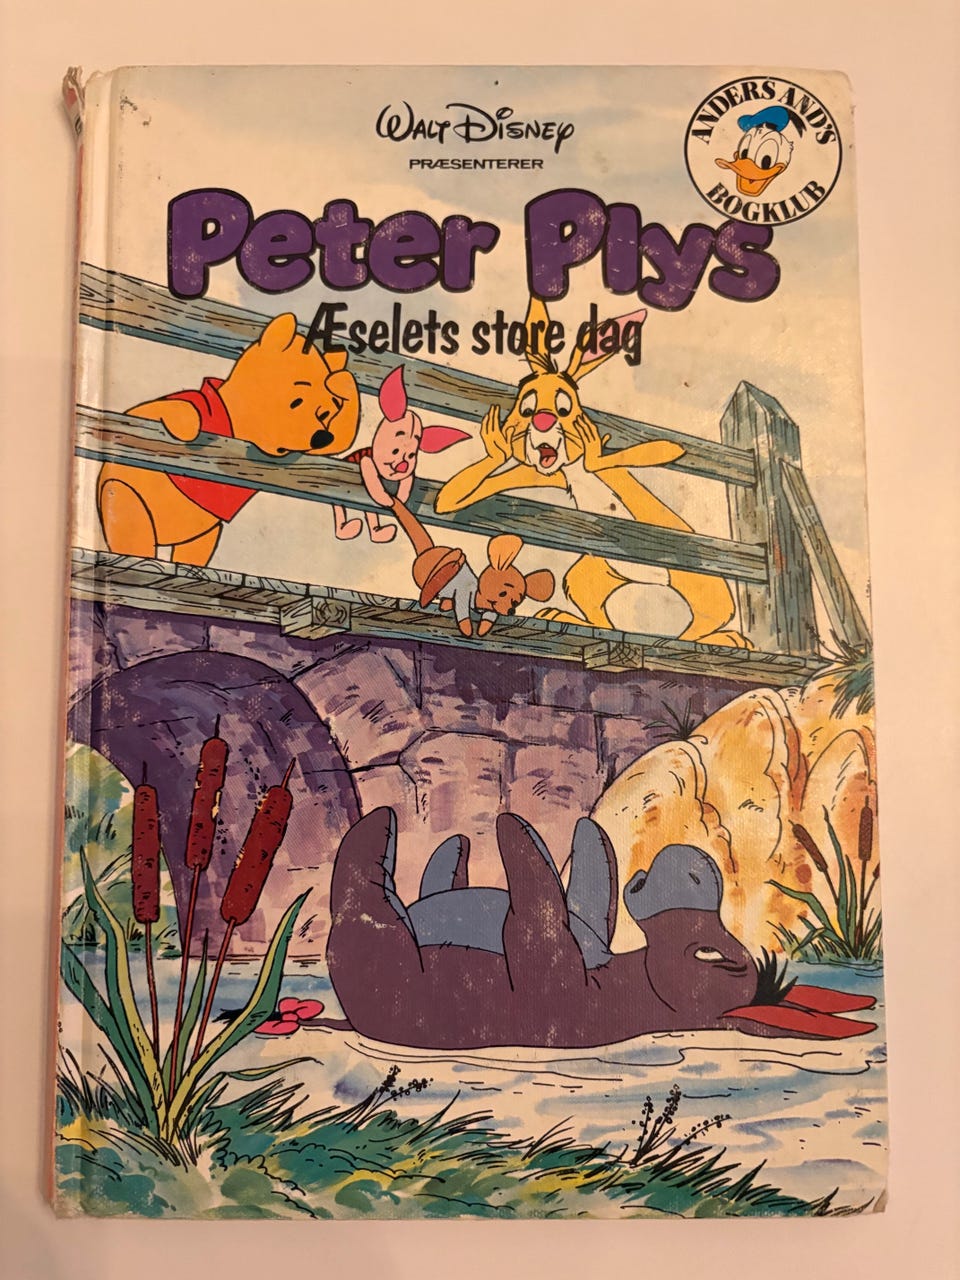 WALT DISNEY
PRÆSENTERER
ANDERS AND'S
BOGKLUB
Peter Plys
Æselets store dag